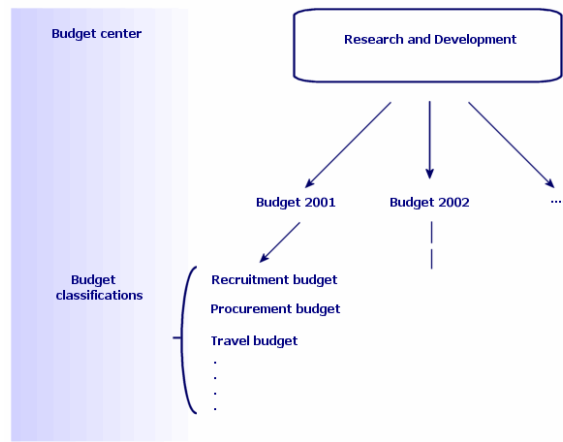 Budget center
Research and Development
Budget 2001
Budget 2002
...
Budget
classifications
Recruitment budget
Procurement budget
Travel budget
.
.
.
.